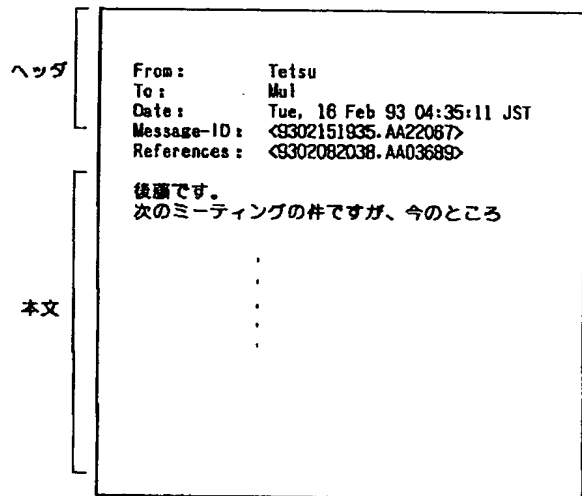 ヘッダ
From: Tetsu
To: Mul
Date: Tue, 16 Feb 93 04:35:11 JST
Message-ID: <9302151935.AA22067>
References: <9302082038.AA03689>
後藤です。
次のミーティングの件ですが、今のところ
本文